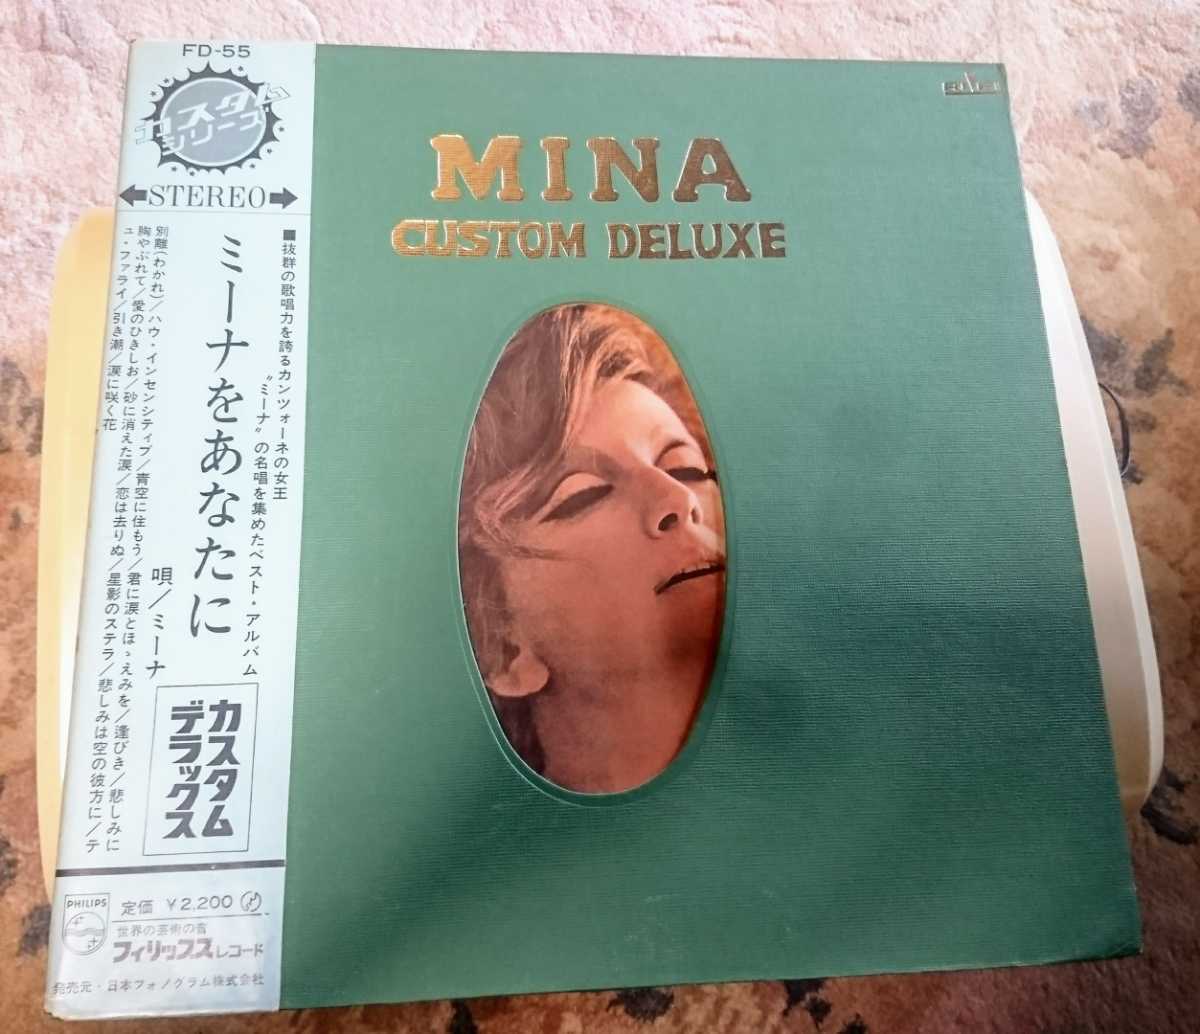 FD-55
カスタム
シリーズ
STEREO
■抜群の歌唱力を誇るカンツォーネの女王
〝ミーナ〟の名唱を集めたベスト・アルバム
ミーナをあなたに
唄/ミーナ
別離(わかれ)/ハウ・インセンシティブ/青空に住もう/君に涙とほゝえみを/逢びき/悲しみに
胸やぶれて/愛のひきしお/砂に消えた涙/恋は去りぬ/星影のステラ/悲しみは空の彼方に/テ
ュ・ファライ/引き潮/涙に咲く花
カスタム
デラックス
PHILIPS
定価 ¥2,200
世界の芸術の音
フィリップスレコード
発売元・日本フォノグラム株式会社
MINA
CUSTOM DELUXE